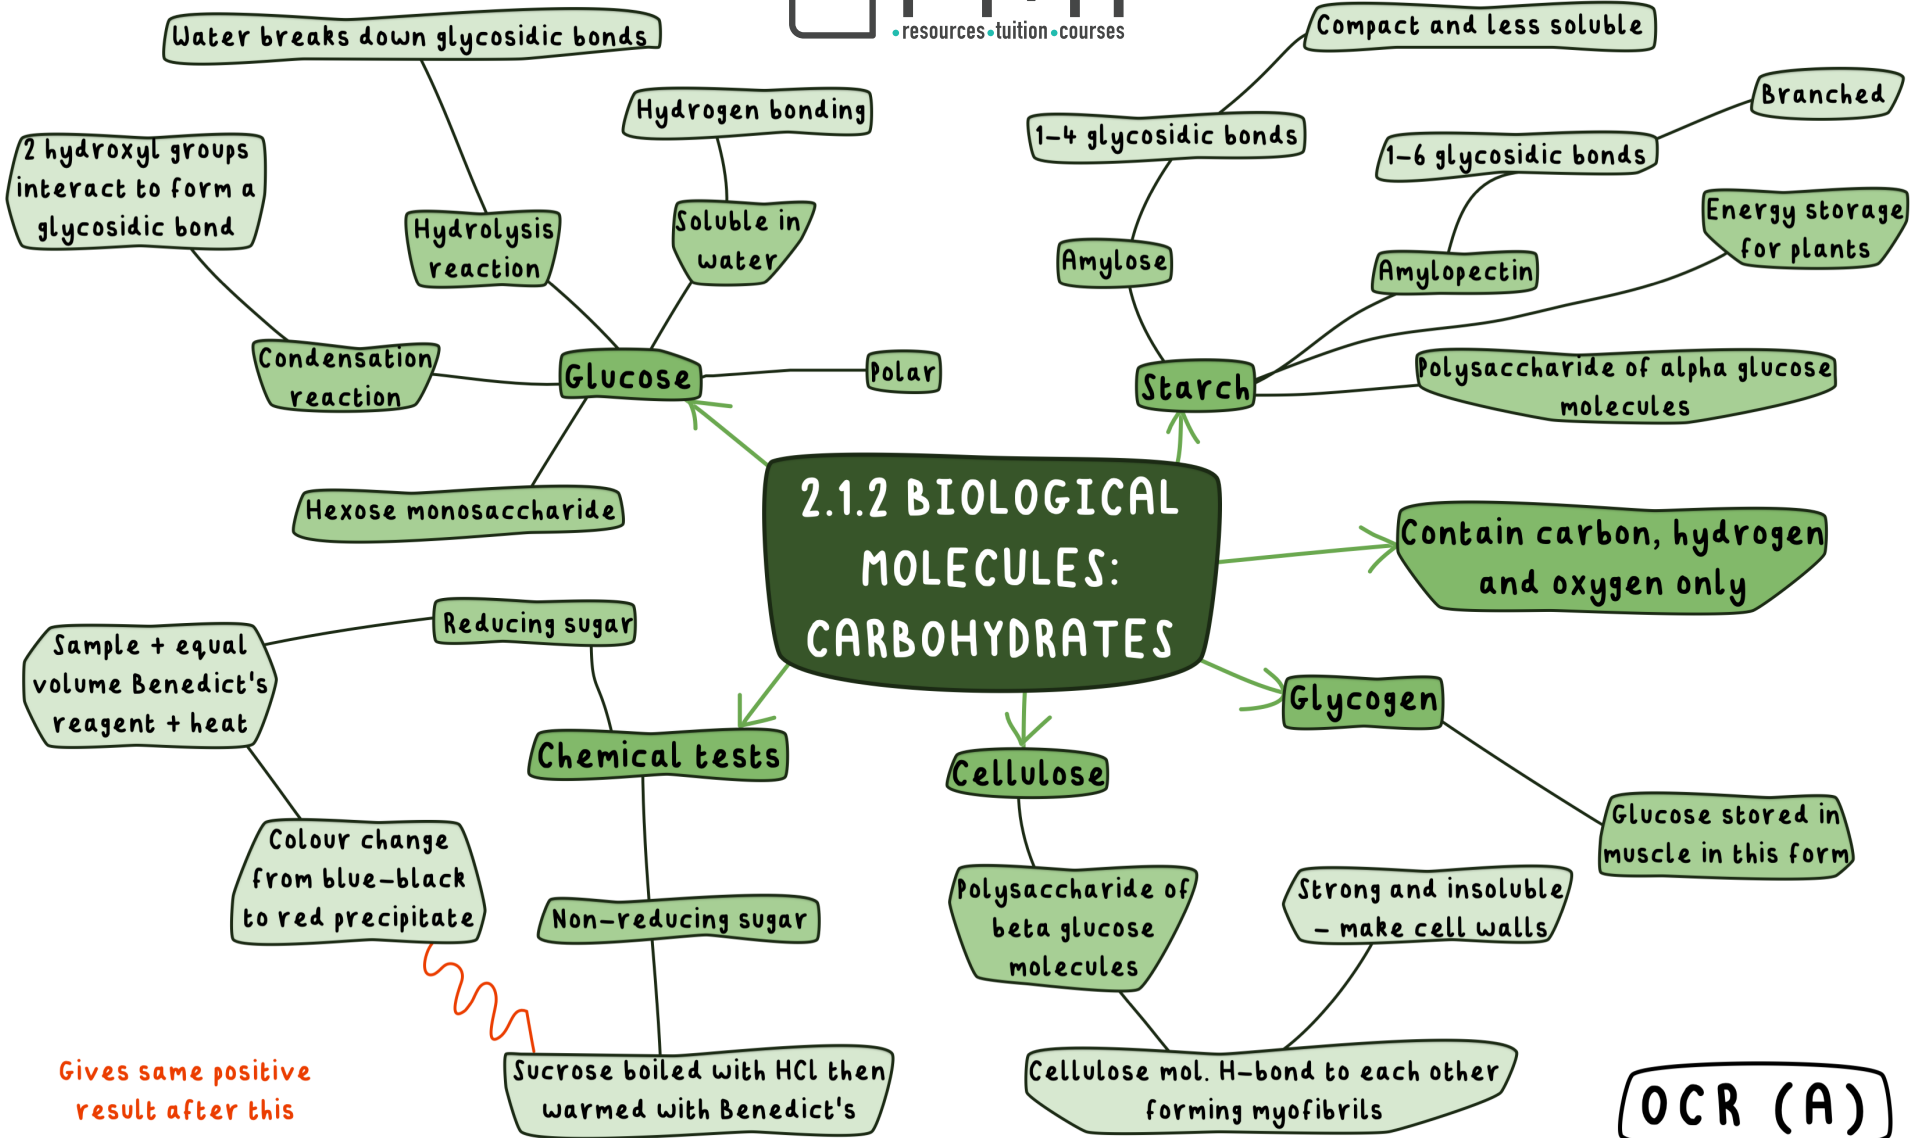 resources•tuition•courses
Water breaks down glycosidic bonds
Hydrogen bonding
2 hydroxyl groups
interact to form a
glycosidic bond
Hydrolysis
reaction
Soluble in
water
Condensation
reaction
Glucose
Polar
Hexose monosaccharide
Compact and less soluble
Branched
1-4 glycosidic bonds
1-6 glycosidic bonds
Energy storage
for plants
Amylose
Amylopectin
Starch
Polysaccharide of alpha glucose
molecules
2.1.2 BIOLOGICAL
MOLECULES:
CARBOHYDRATES
Contain carbon, hydrogen
and oxygen only
Reducing sugar
Sample + equal
volume Benedict's
reagent + heat
Chemical tests
Colour change
from blue-black
to red precipitate
Non-reducing sugar
Gives same positive
result after this
Sucrose boiled with HCl then
warmed with Benedict's
Glycogen
Glucose stored in
muscle in this form
Cellulose
Polysaccharide of
beta glucose
molecules
Strong and insoluble
- make cell walls
Cellulose mol. H-bond to each other
forming myofibrils
OCR (A)